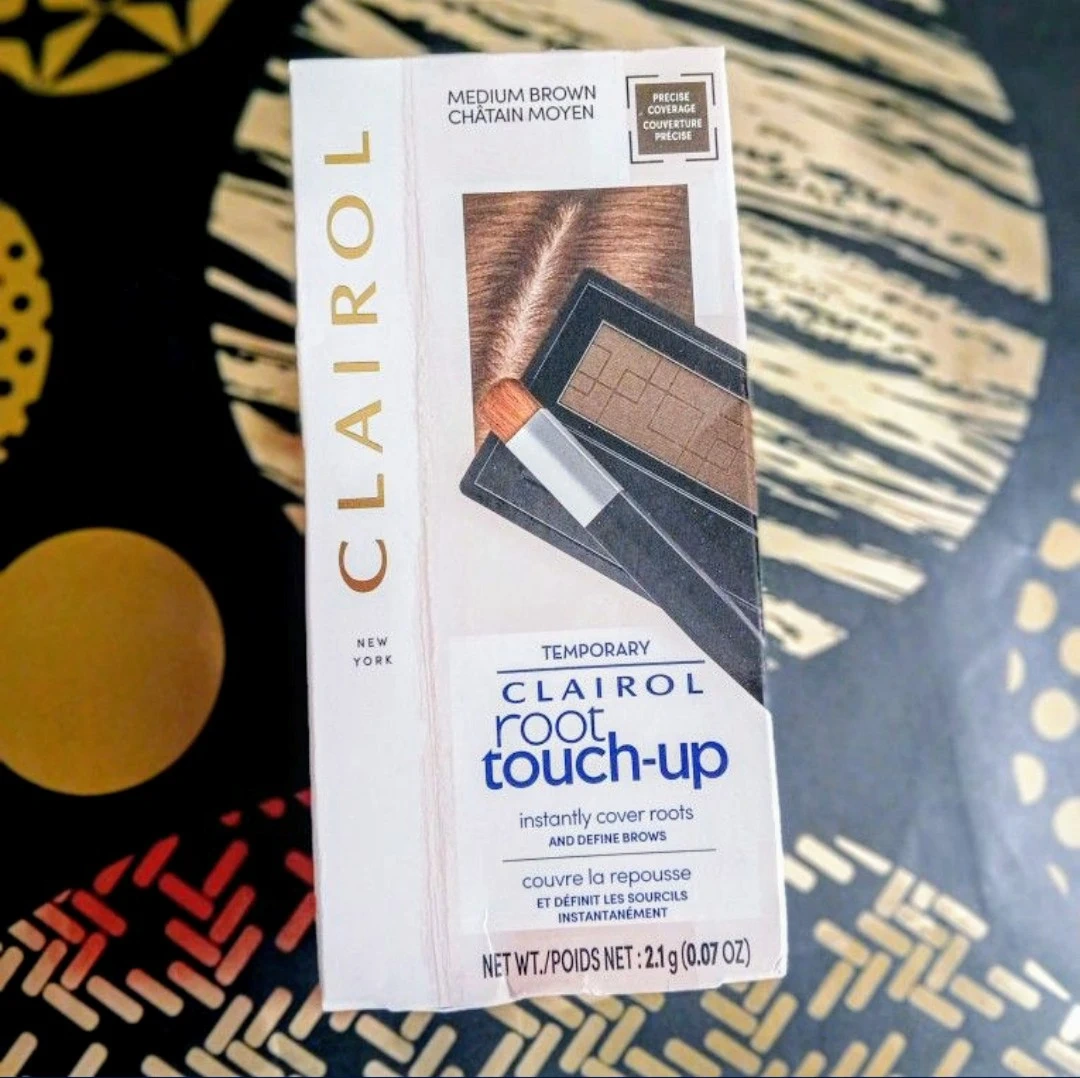 MEDIUM BROWN
CHÂTAIN MOYEN
PRECISE
COVERAGE
COUVERTURE
PRÉCISE
CLAIROL
NEW
YORK
TEMPORARY
CLAIROL
root
touch-up
instantly cover roots
AND DEFINE BROWS
couvre la repousse
ET DÉFINIT LES SOURCILS
INSTANTANÉMENT
NET WT./POIDS NET : 2.1 g (0.07 OZ)